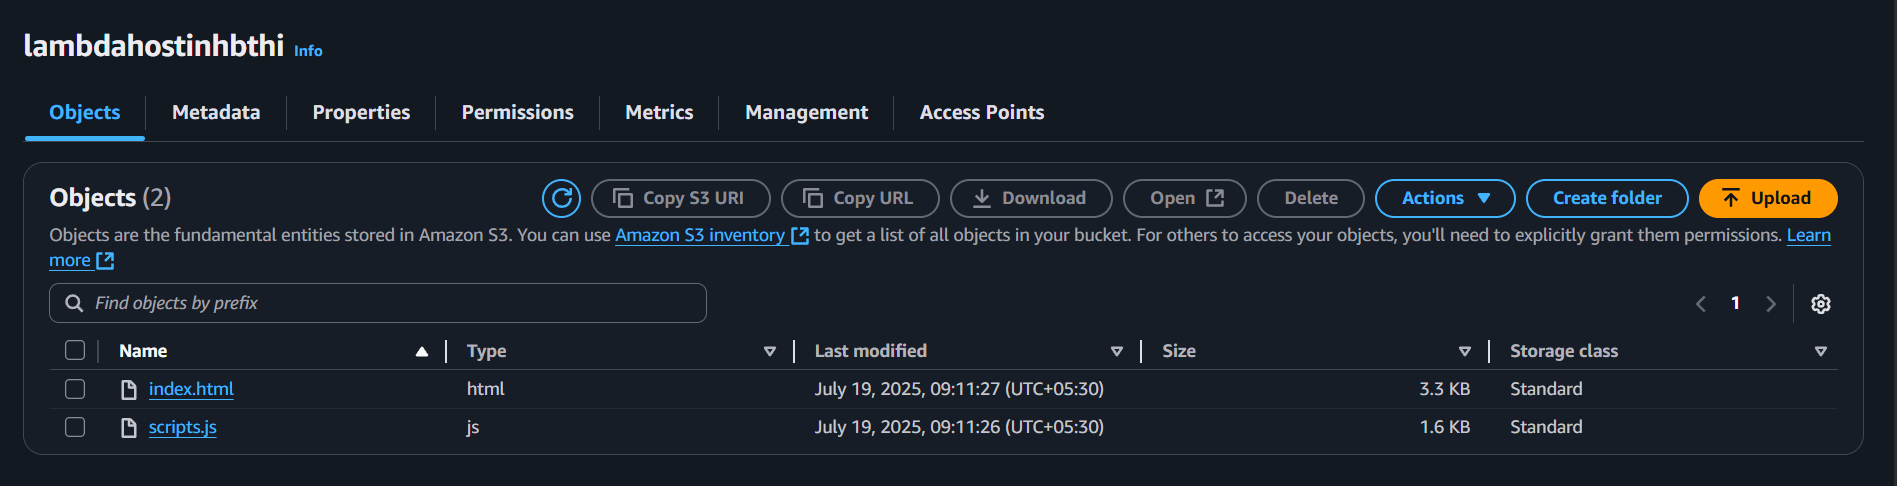 lambdahostinhbthi Info
Objects Metadata Properties Permissions Metrics Management Access Points
Objects (2) Copy S3 URI Copy URL Download Open Delete Actions Create folder Upload
Objects are the fundamental entities stored in Amazon S3. You can use Amazon S3 inventory to get a list of all objects in your bucket. For others to access your objects, you'll need to explicitly grant them permissions. Learn
more
Find objects by prefix 1
Name Type Last modified Size Storage class
index.html html July 19, 2025, 09:11:27 (UTC+05:30) 3.3 KB Standard
scripts.js js July 19, 2025, 09:11:26 (UTC+05:30) 1.6 KB Standard